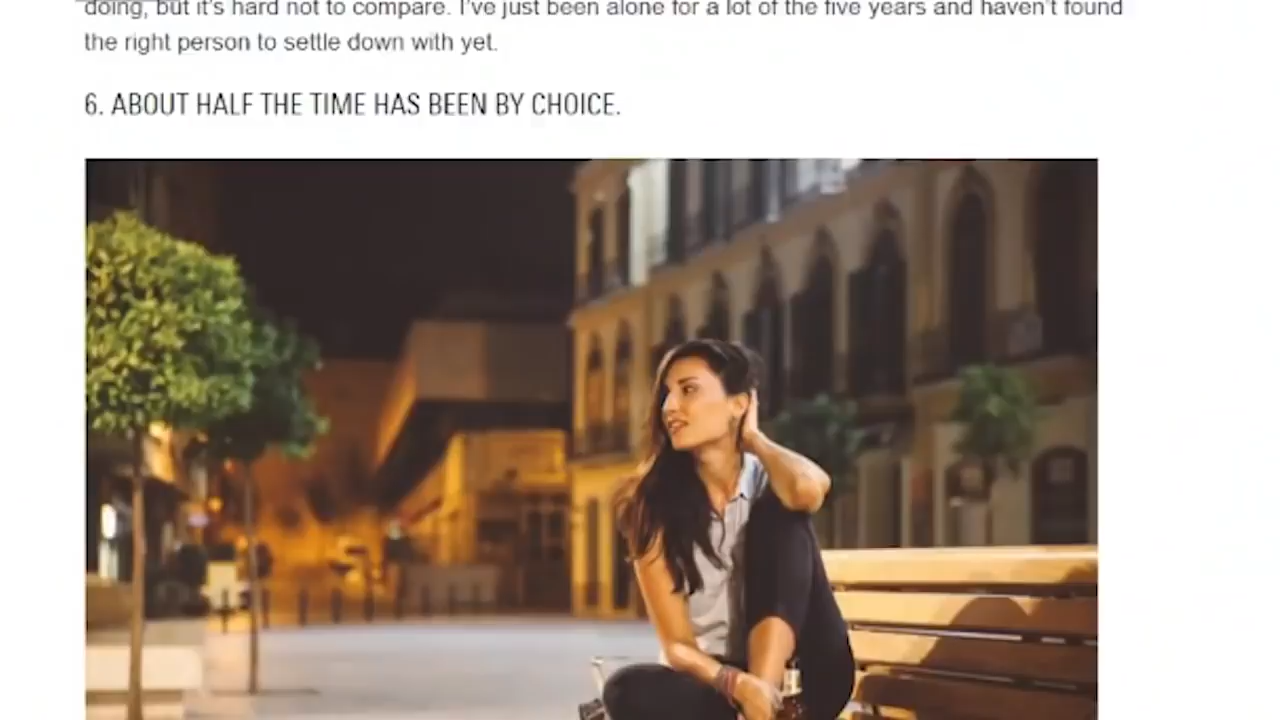 doing, but it's hard not to compare. I've just been alone for a lot of the five years and haven't found
the right person to settle down with yet.
6. ABOUT HALF THE TIME HAS BEEN BY CHOICE.